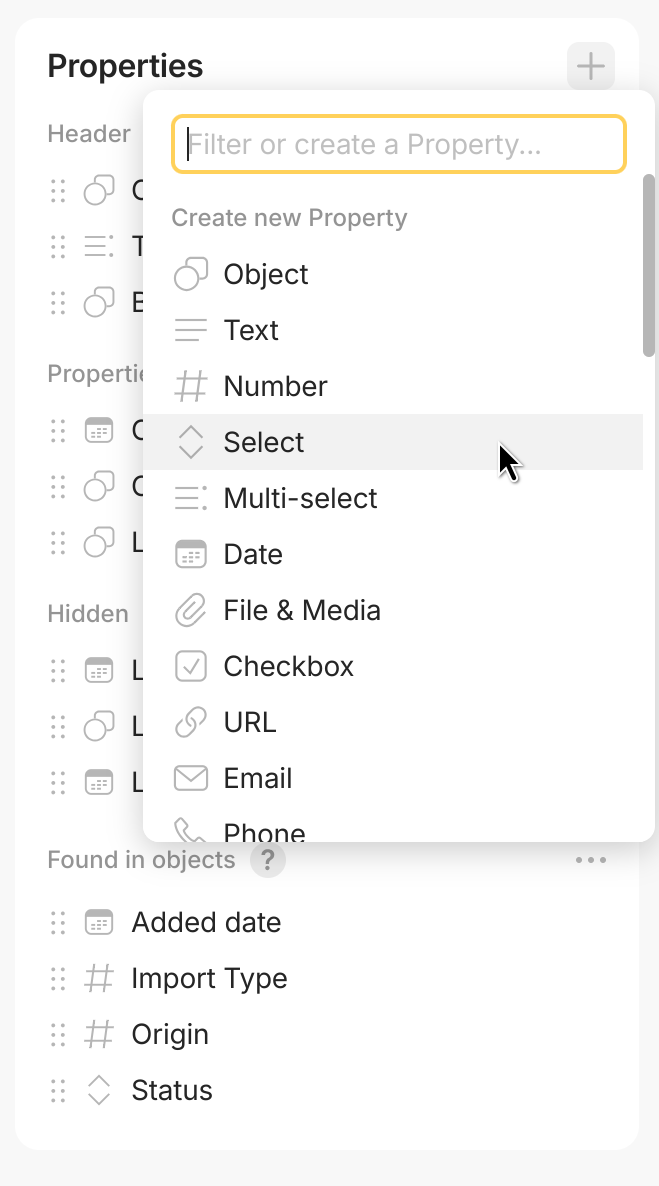 Properties
Filter or create a Property...
Header
Create new Property
Object
Text
Number
Select
Multi-select
Date
File & Media
Checkbox
URL
Email
Phone
Hidden
Found in objects ?
Added date
Import Type
Origin
Status